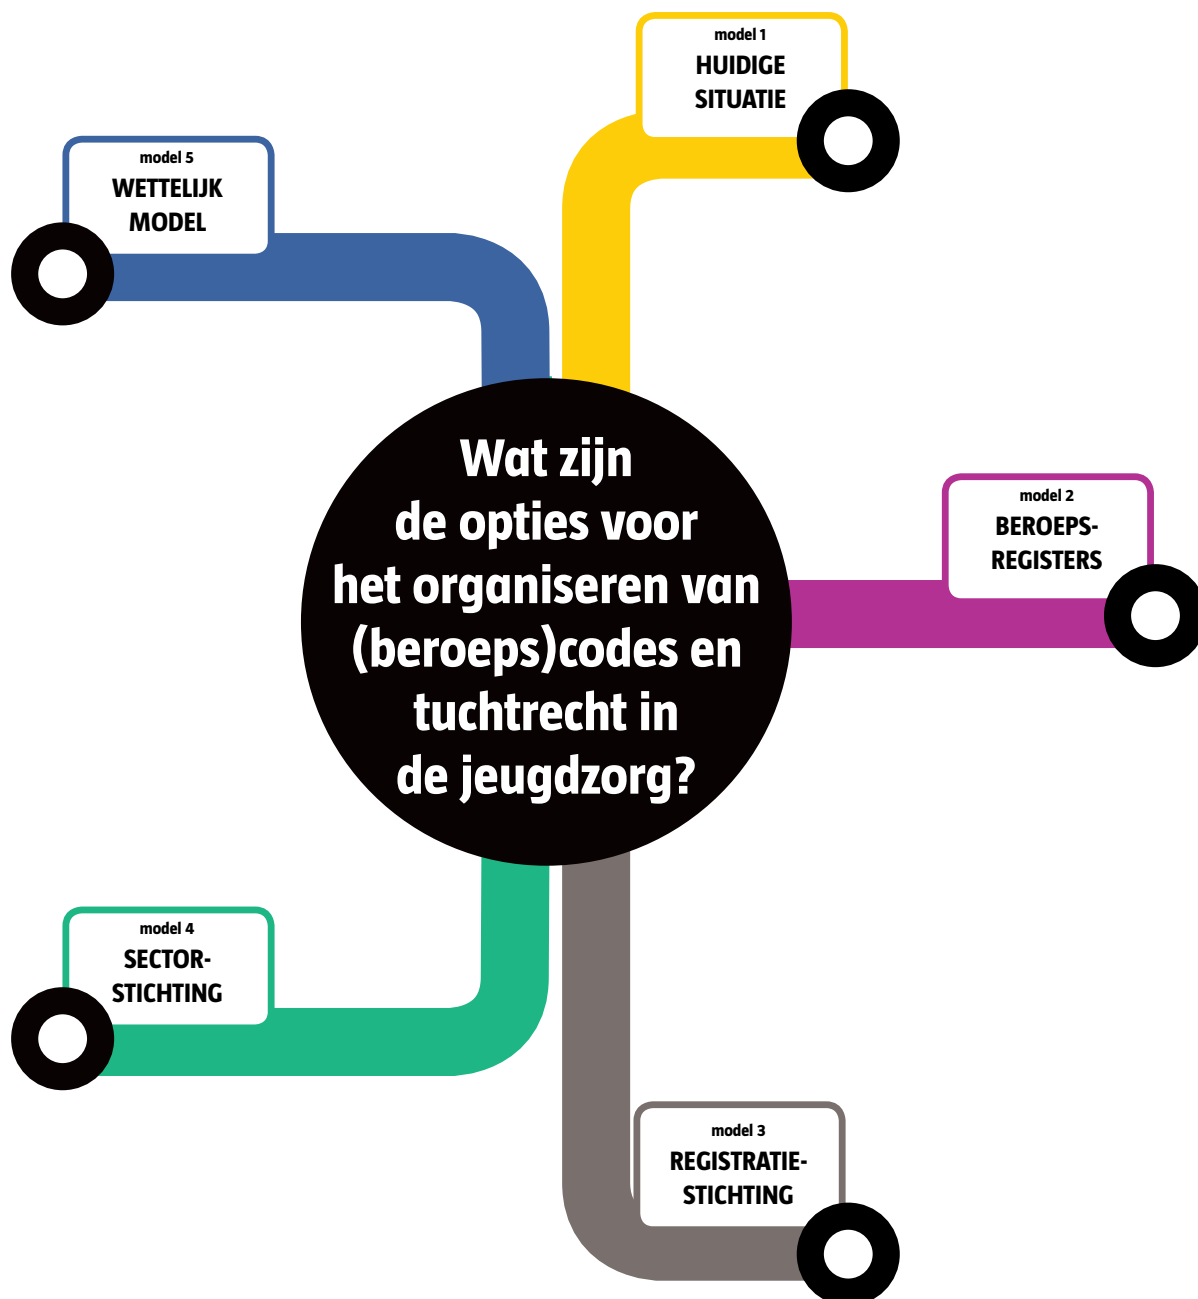 model 1
HUIDIGE
SITUATIE
model 5
WETTELIJK
MODEL
Wat zijn
de opties voor
het organiseren van
(beroeps)codes en
tuchtrecht in
de jeugdzorg?
model 2
BEROEPS-
REGISTERS
model 4
SECTOR-
STICHTING
model 3
REGISTRATIE-
STICHTING